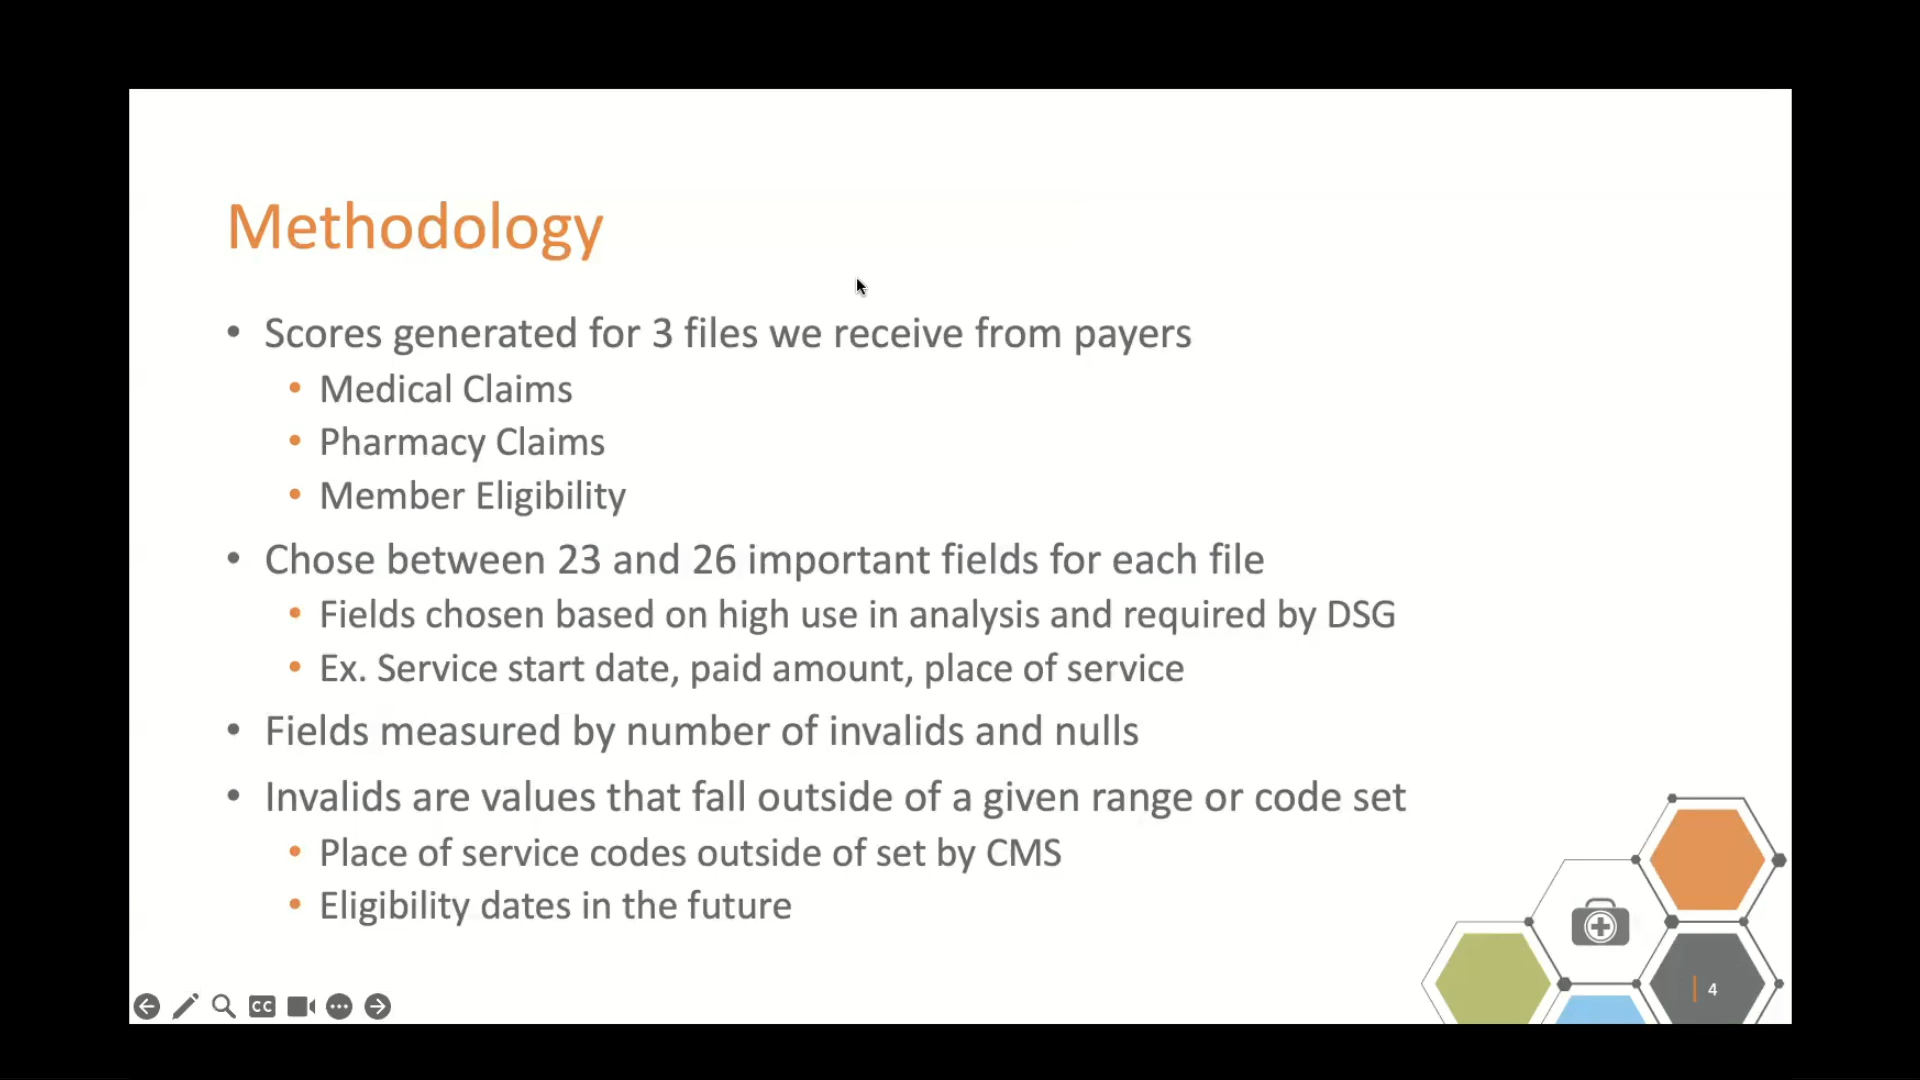 Methodology
• Scores generated for 3 files we receive from payers
• Medical Claims
• Pharmacy Claims
• Member Eligibility
• Chose between 23 and 26 important fields for each file
• Fields chosen based on high use in analysis and required by DSG
• Ex. Service start date, paid amount, place of service
• Fields measured by number of invalids and nulls
• Invalids are values that fall outside of a given range or code set
• Place of service codes outside of set by CMS
• Eligibility dates in the future
4
CC